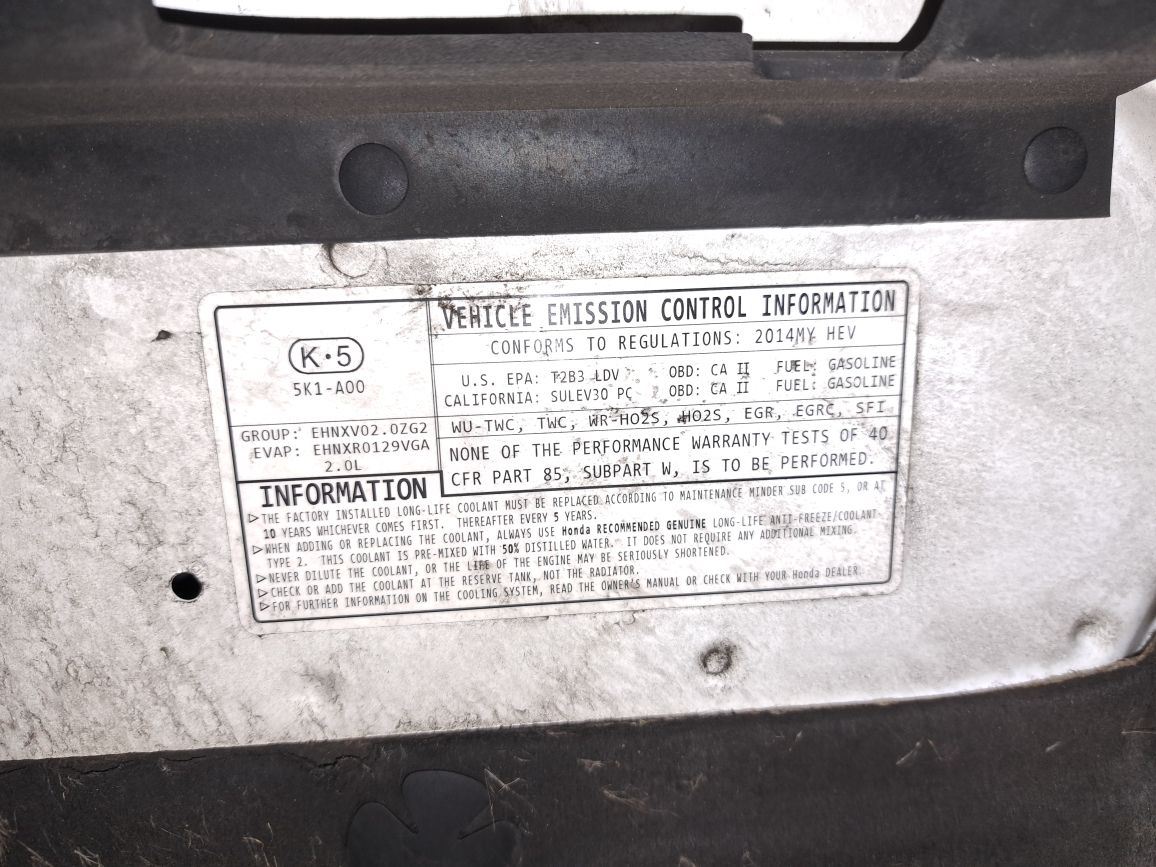 VEHICLE EMISSION CONTROL INFORMATION
CONFORMS TO REGULATIONS: 2014MY HEV
U.S. EPA: T2B3 LDV OBD: CA II FUEL: GASOLINE
CALIFORNIA: SULEV30 PC OBD: CA II FUEL: GASOLINE
WU-TWC, TWC, WR-HO2S, HO2S, EGR, EGRC, SFI
NONE OF THE PERFORMANCE WARRANTY TESTS OF 40
CFR PART 85, SUBPART W, IS TO BE PERFORMED.
K·5
5K1-A00
GROUP: EHNXV02.0ZG2
EVAP: EHNXR0129VGA
2.0L
INFORMATION
▷THE FACTORY INSTALLED LONG-LIFE COOLANT MUST BE REPLACED ACCORDING TO MAINTENANCE MINDER SUB CODE 5, OR AT
10 YEARS WHICHEVER COMES FIRST. THEREAFTER EVERY 5 YEARS.
▷WHEN ADDING OR REPLACING THE COOLANT, ALWAYS USE Honda RECOMMENDED GENUINE LONG-LIFE ANTI-FREEZE/COOLANT
TYPE 2. THIS COOLANT IS PRE-MIXED WITH 50% DISTILLED WATER. IT DOES NOT REQUIRE ANY ADDITIONAL MIXING.
▷NEVER DILUTE THE COOLANT, OR THE LIFE OF THE ENGINE MAY BE SERIOUSLY SHORTENED.
▷CHECK OR ADD THE COOLANT AT THE RESERVE TANK, NOT THE RADIATOR.
▷FOR FURTHER INFORMATION ON THE COOLING SYSTEM, READ THE OWNER'S MANUAL OR CHECK WITH YOUR Honda DEALER.